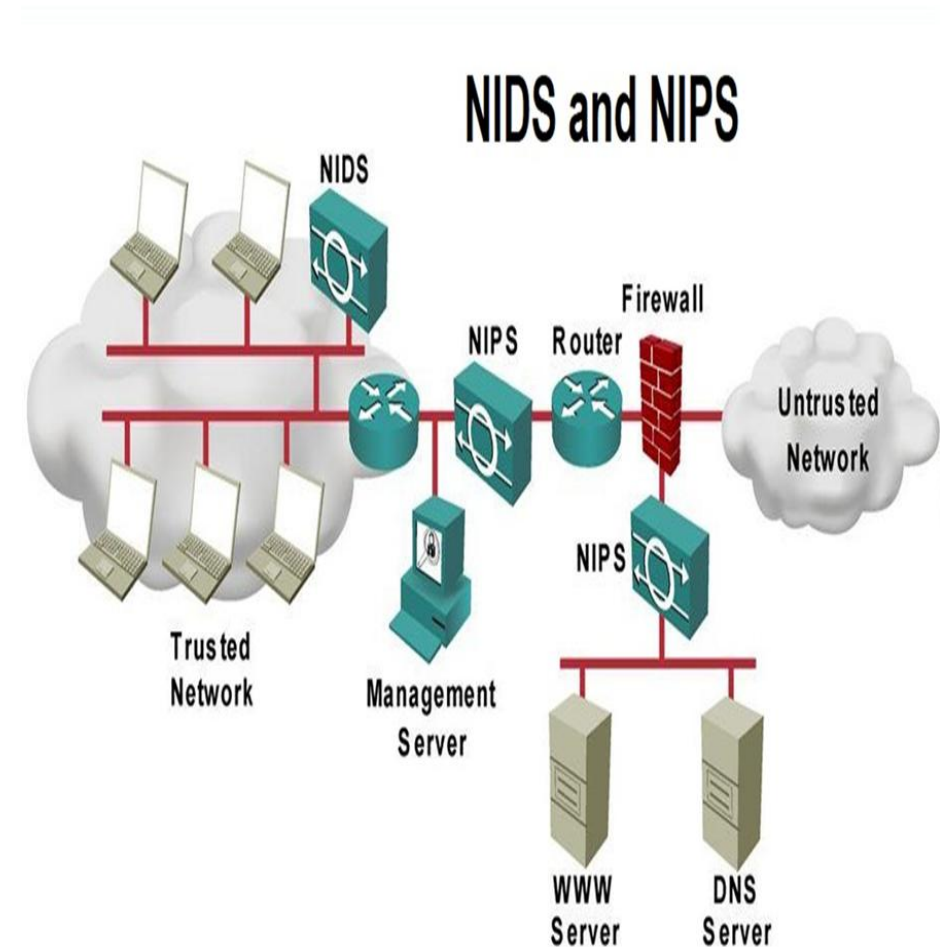 NIDS and NIPS
NIDS
Firewall
NIPS
Router
Untrusted
Network
NIPS
Trusted
Network
Management
Server
WWW
Server
DNS
Server